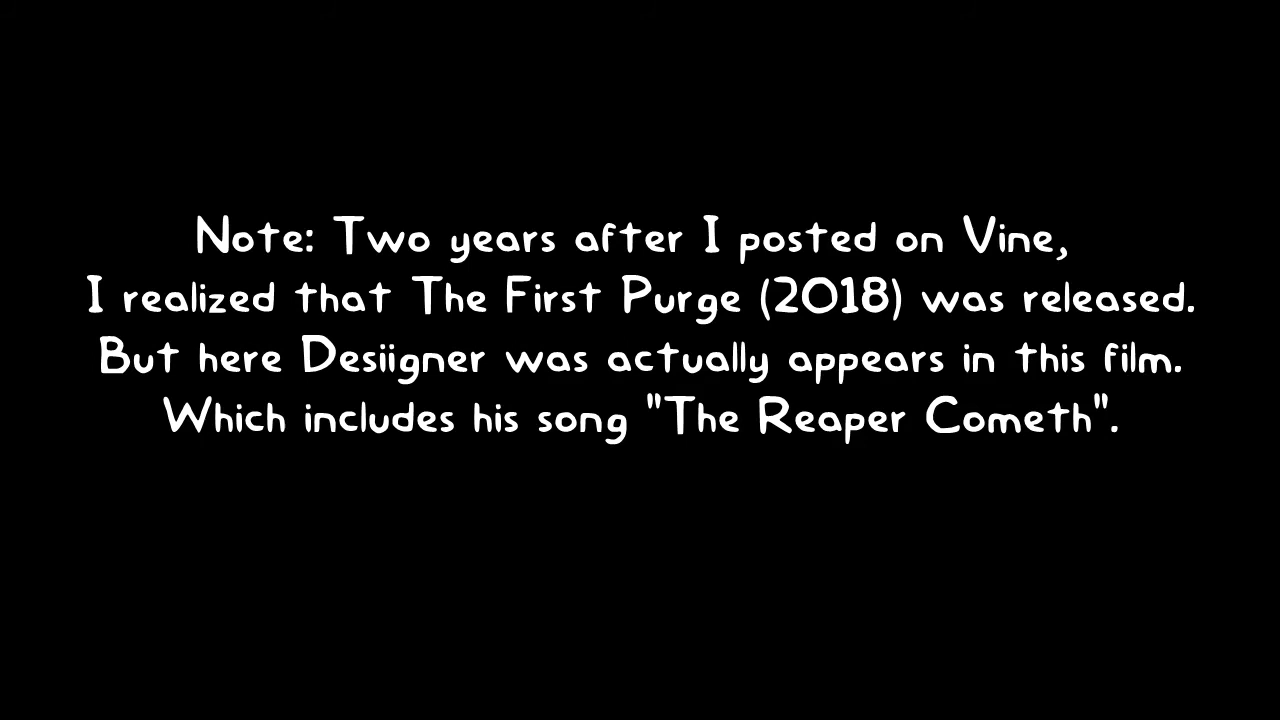 Note: Two years after I posted on Vine,
I realized that The First Purge (2018) was released.
But here Desiigner was actually appears in this film.
Which includes his song "The Reaper Cometh".